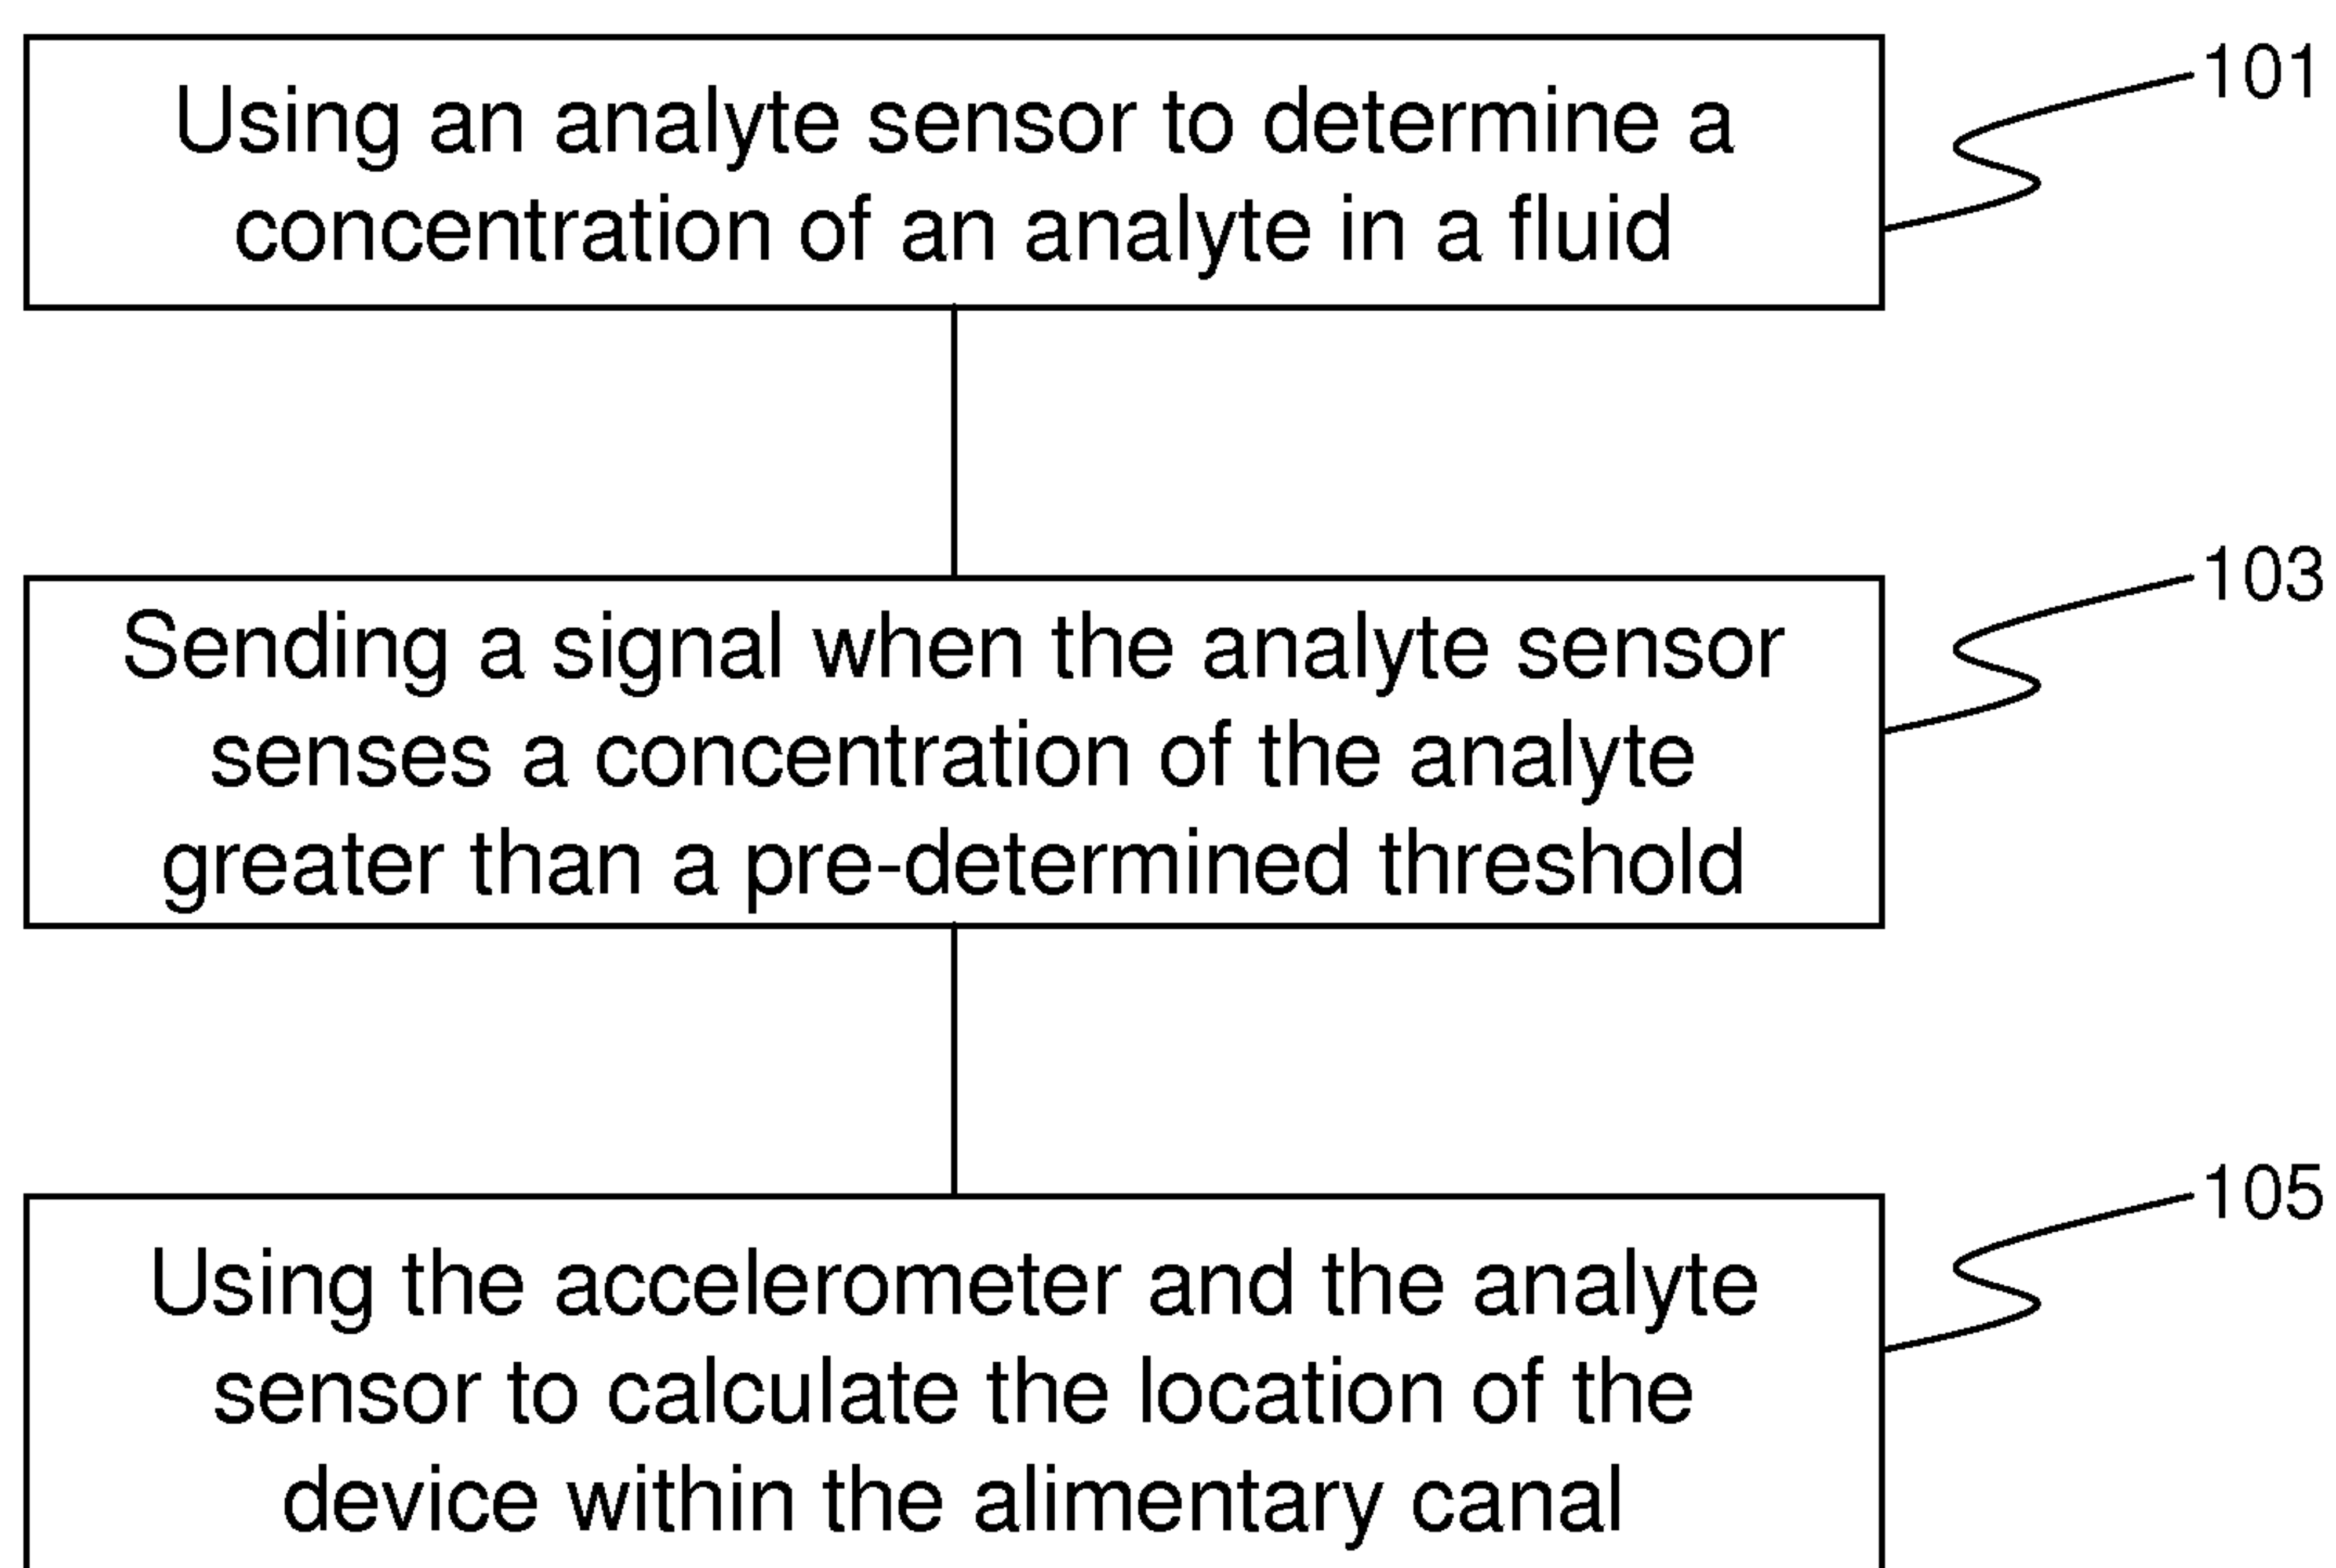 Using an analyte sensor to determine a
concentration of an analyte in a fluid
101
Sending a signal when the analyte sensor
senses a concentration of the analyte
greater than a pre-determined threshold
103
Using the accelerometer and the analyte
sensor to calculate the location of the
device within the alimentary canal
105